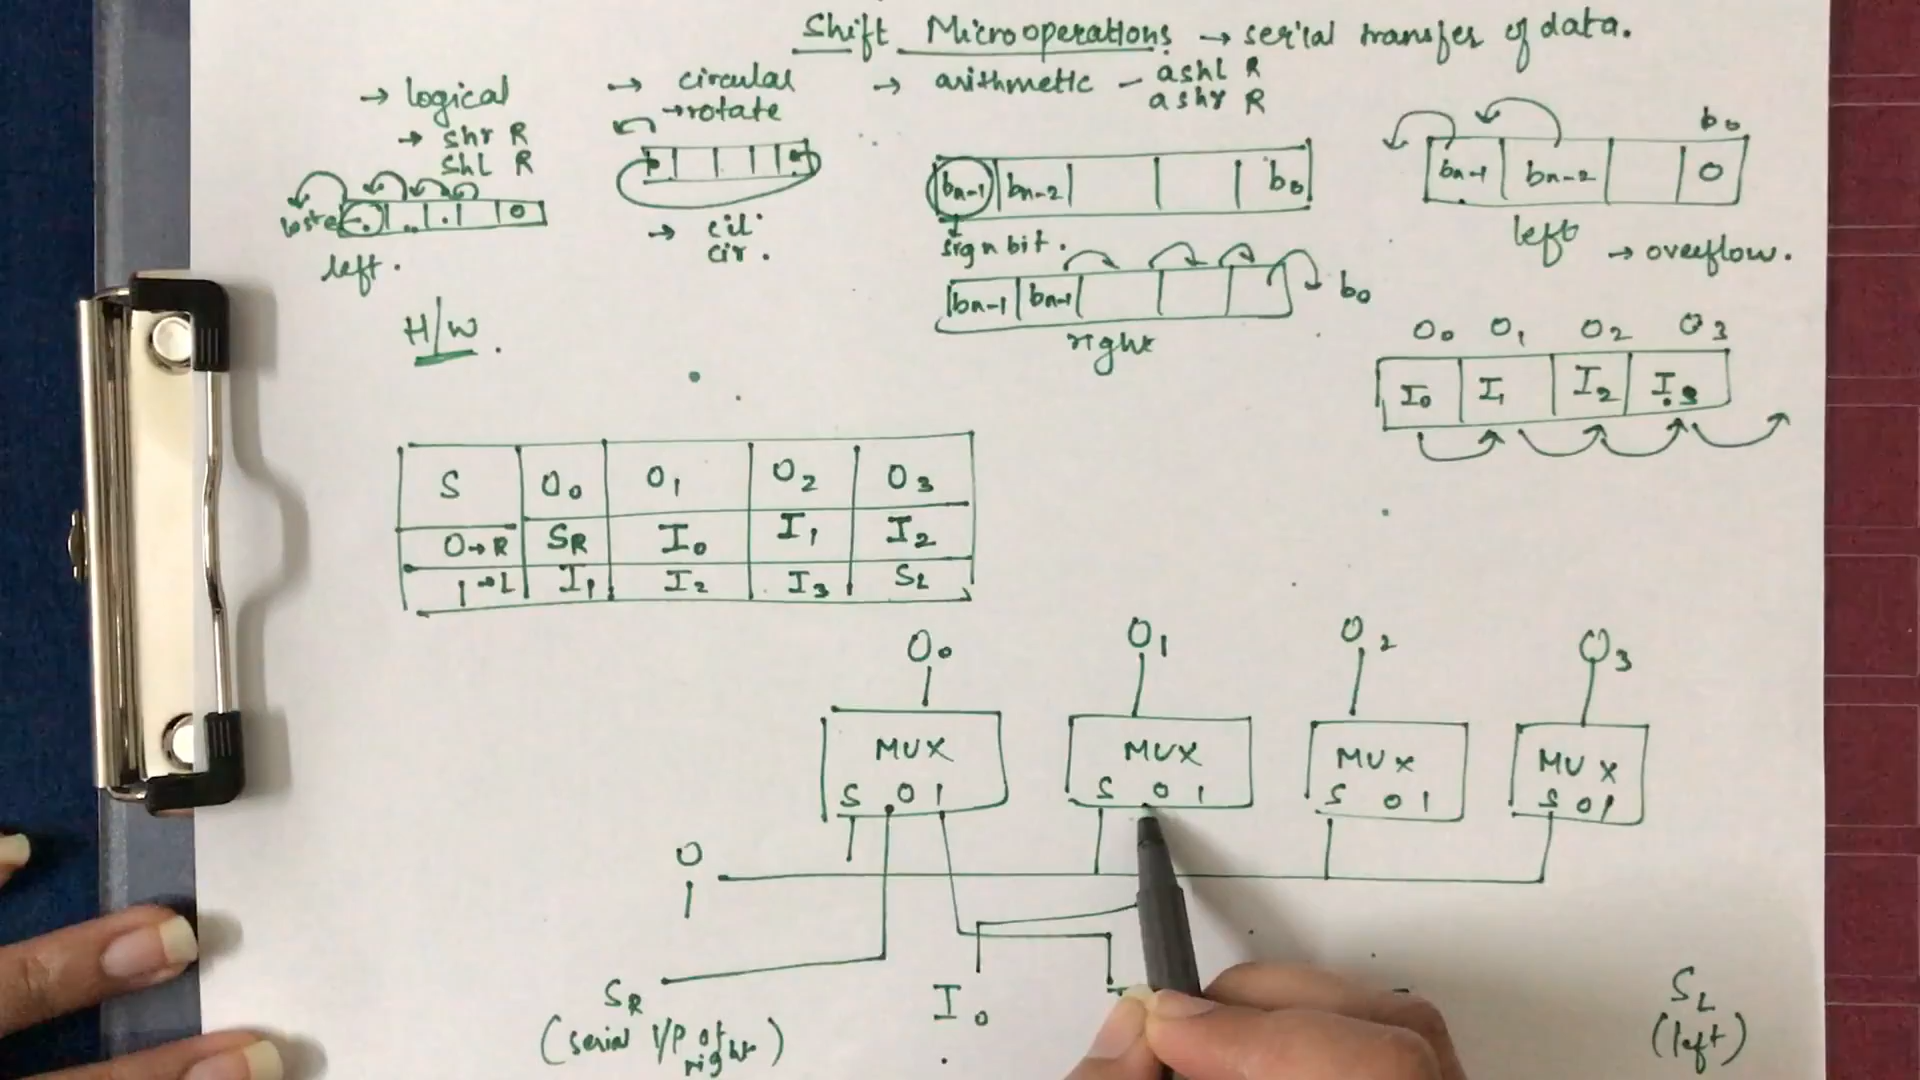 Shift Microoperations → serial transfer of data.
→ logical
→ shr R
shl R
left.
→ circular
→ rotate
→ cil
cir.
→ arithmetic - ashl R
ashr R
bn-1 bn-2 b0
sign bit.
bn-1 bn-1 b0
right
b0
bn-1 bn-2 0
left → overflow.
H/W.
O0 O1 O2 O3
I0 I1 I2 I3
S O0 O1 O2 O3
0→R SR I0 I1 I2
1→L I1 I2 I3 SL
O0 O1 O2 O3
MUX MUX MUX MUX
S 0 1 S 0 1 S 0 1 S 0 1
0
1
SR I0 SL
(serial I/P of right) (left)